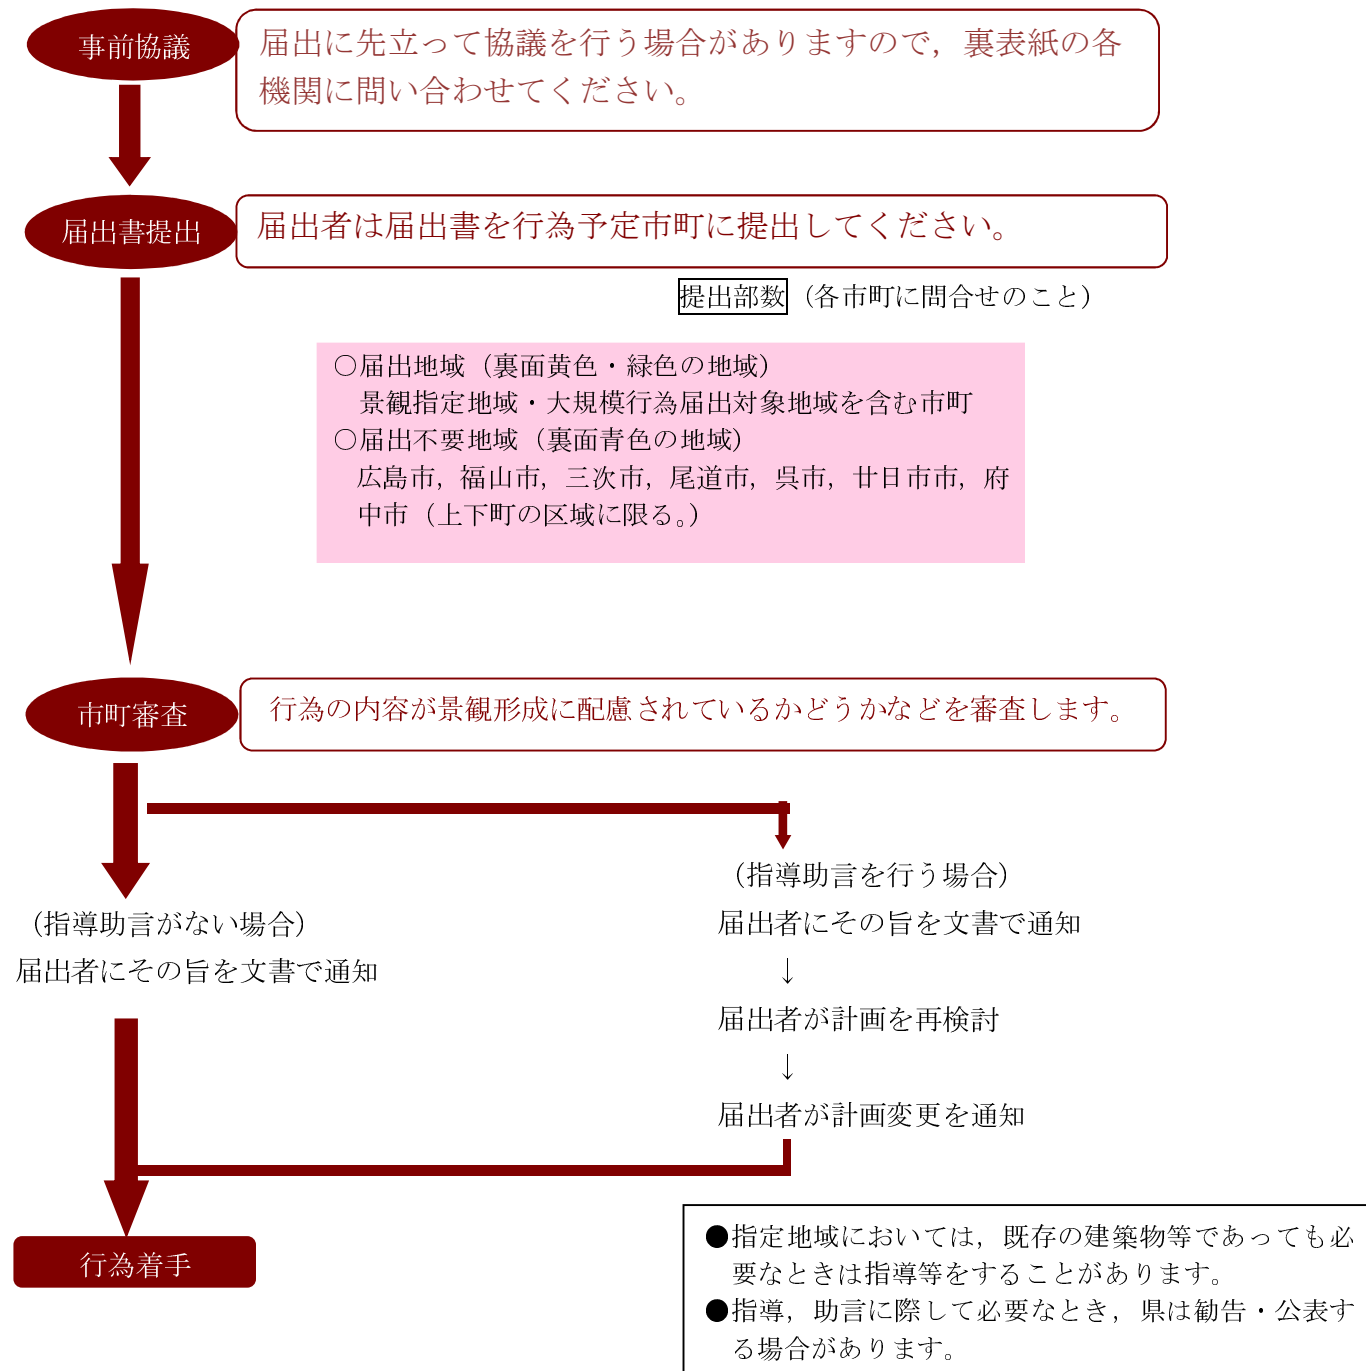 事前協議
届出に先立って協議を行う場合がありますので，裏表紙の各
機関に問い合わせてください。
届出書提出
届出者は届出書を行為予定市町に提出してください。
提出部数（各市町に問合せのこと）
○届出地域（裏面黄色・緑色の地域）
景観指定地域・大規模行為届出対象地域を含む市町
○届出不要地域（裏面青色の地域）
広島市，福山市，三次市，尾道市，呉市，廿日市市，府
中市（上下町の区域に限る。）
市町審査
行為の内容が景観形成に配慮されているかどうかなどを審査します。
（指導助言がない場合）
届出者にその旨を文書で通知
（指導助言を行う場合）
届出者にその旨を文書で通知
↓
届出者が計画を再検討
↓
届出者が計画変更を通知
行為着手
●指定地域においては，既存の建築物等であっても必
要なときは指導等をすることがあります。
●指導，助言に際して必要なとき，県は勧告・公表す
る場合があります。